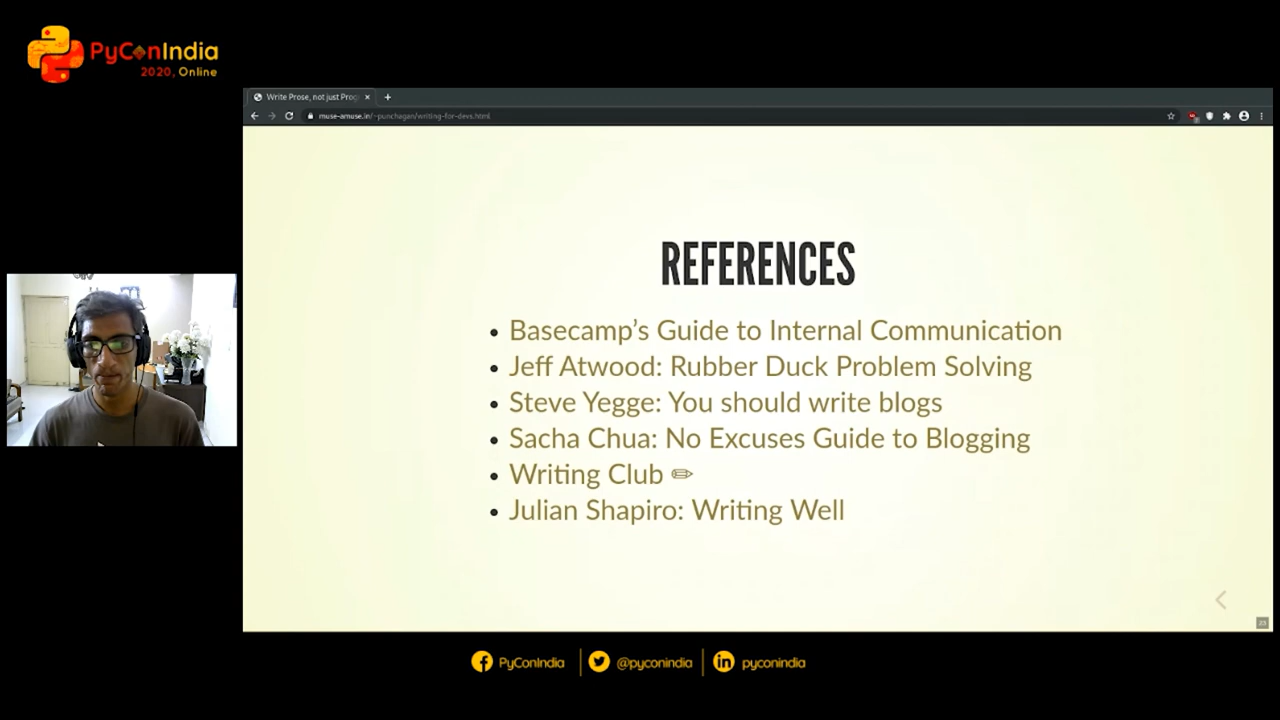 PyConIndia
2020, Online
Write Prose, not just Prog
muse-amuse.in/~punchagan/writing-for-devs.html
REFERENCES
Basecamp’s Guide to Internal Communication
Jeff Atwood: Rubber Duck Problem Solving
Steve Yegge: You should write blogs
Sacha Chua: No Excuses Guide to Blogging
Writing Club ✏
Julian Shapiro: Writing Well
23
PyConIndia
@pyconindia
pyconindia